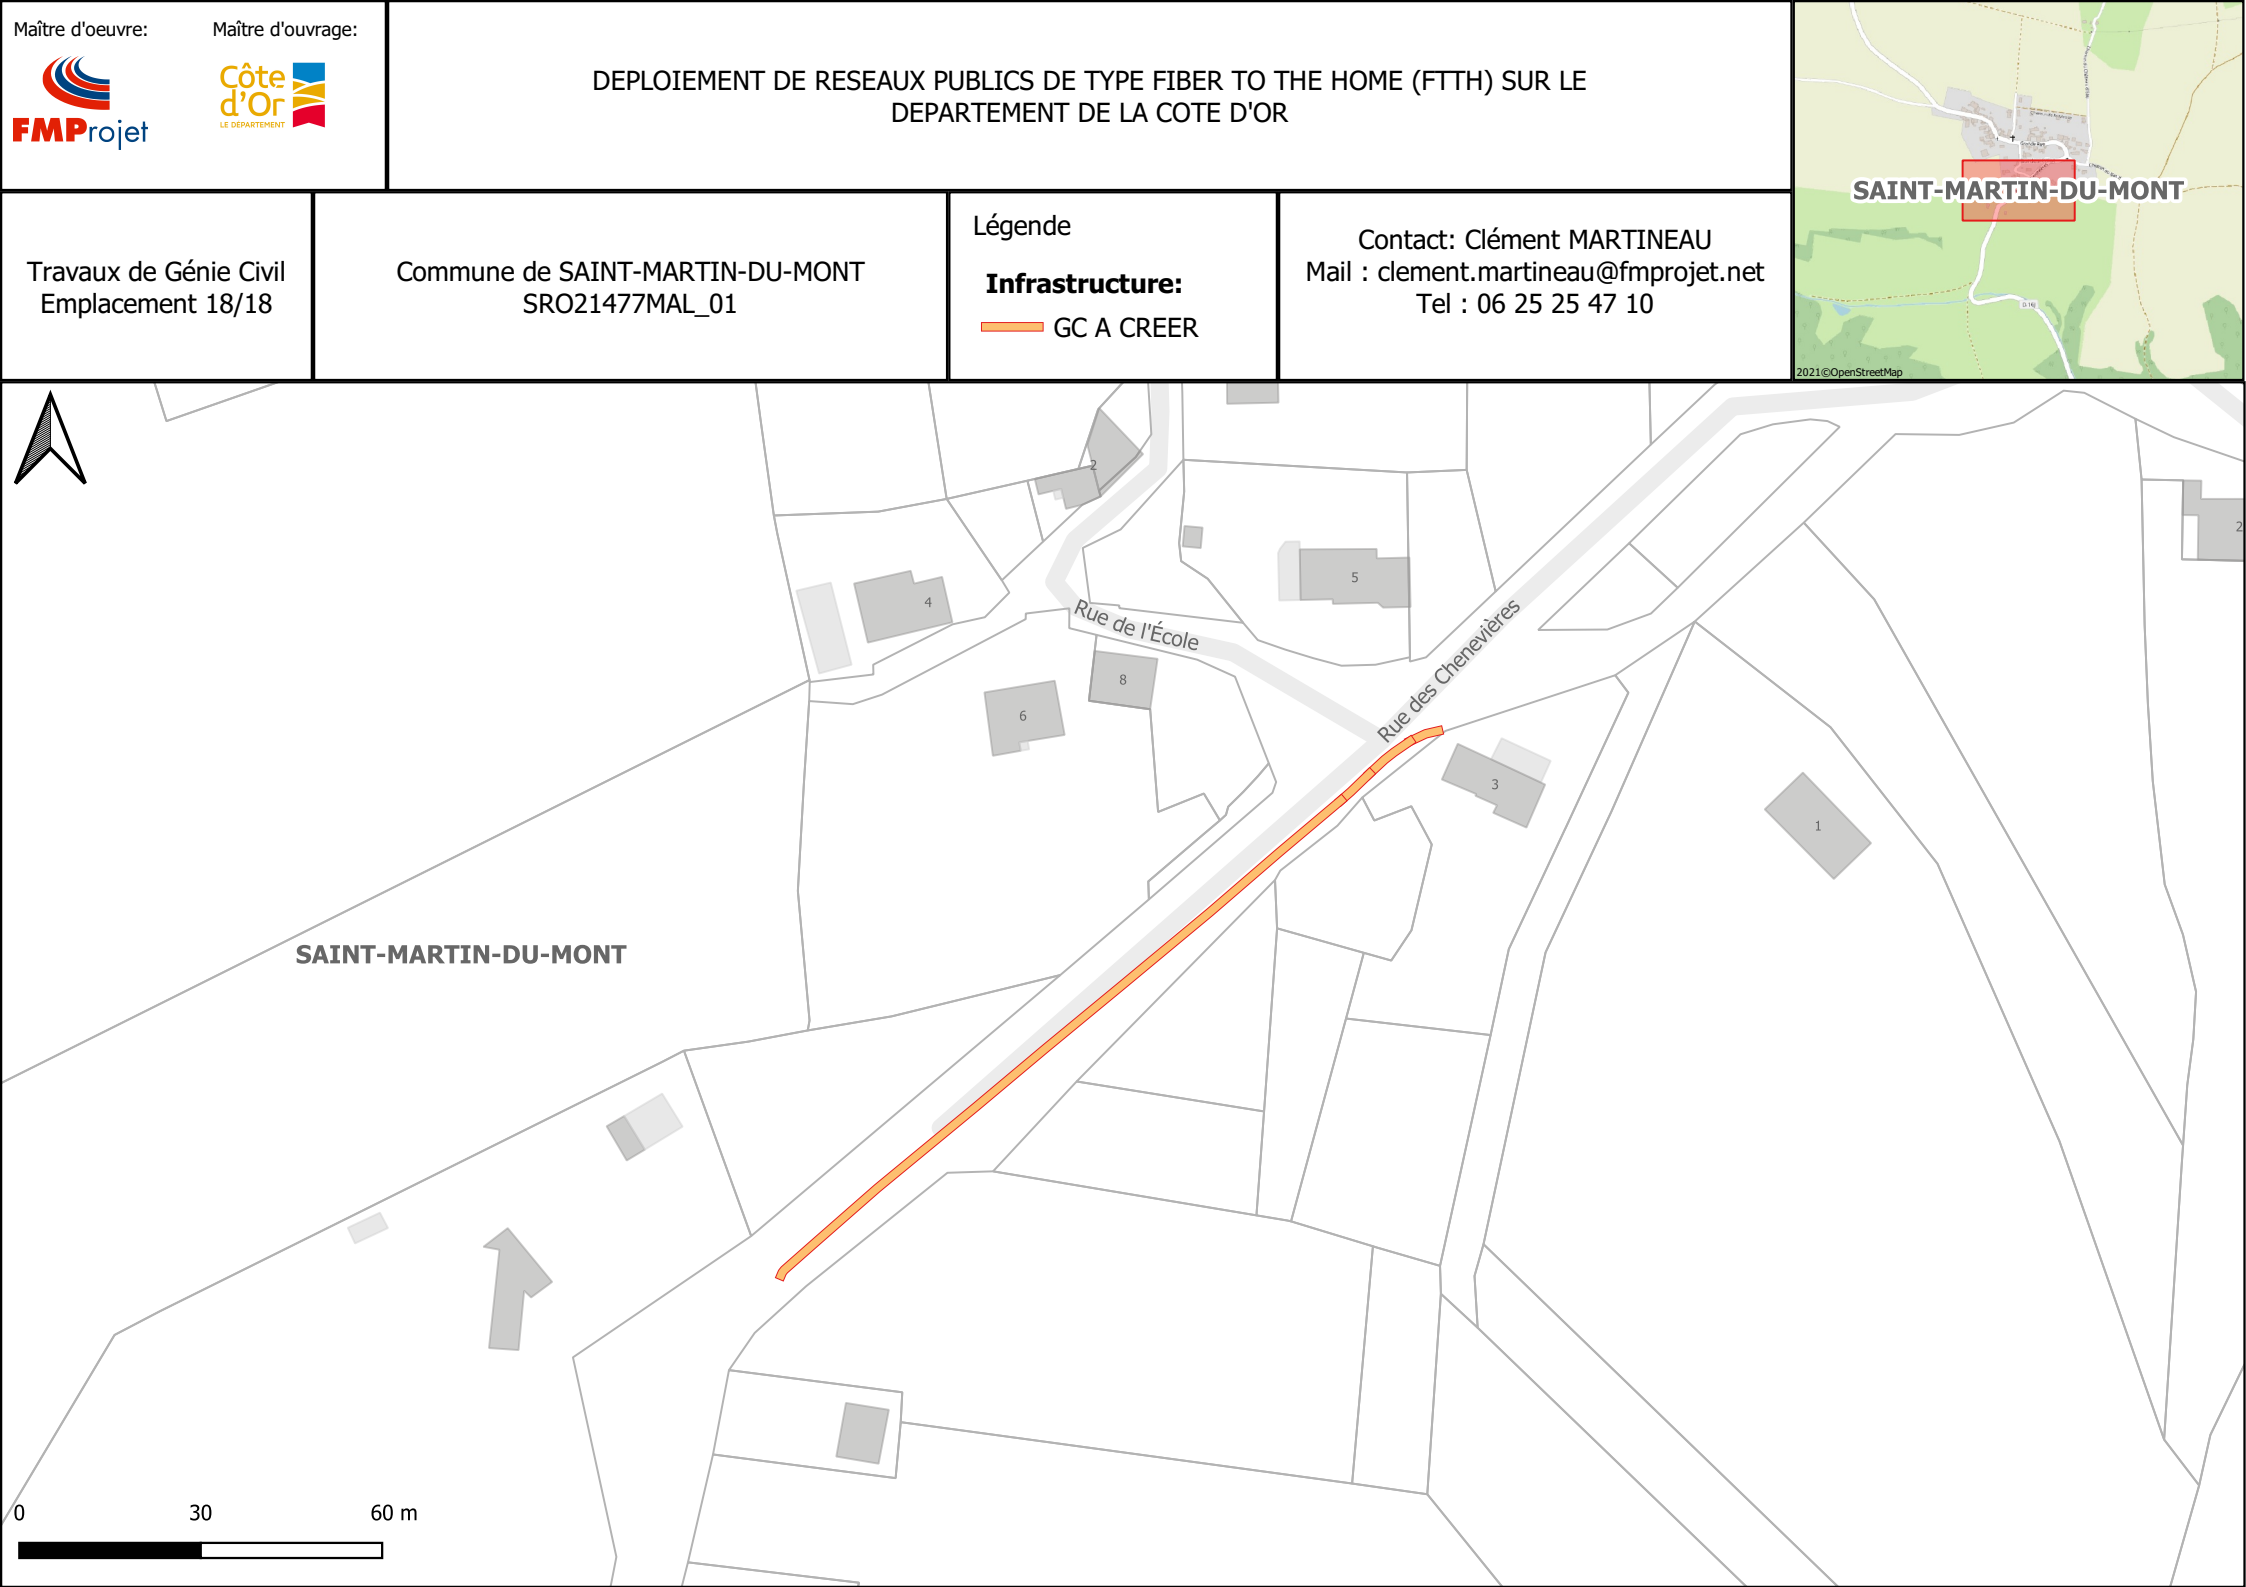 Maître d'oeuvre:
Maître d'ouvrage:
FMProjet
Côte
d'Or
LE DÉPARTEMENT
DEPLOIEMENT DE RESEAUX PUBLICS DE TYPE FIBER TO THE HOME (FTTH) SUR LE
DEPARTEMENT DE LA COTE D'OR
Travaux de Génie Civil
Emplacement 18/18
Commune de SAINT-MARTIN-DU-MONT
SRO21477MAL_01
Légende
Infrastructure:
GC A CREER
Contact: Clément MARTINEAU
Mail : clement.martineau@fmprojet.net
Tel : 06 25 25 47 10
Grande Rue
SAINT-MARTIN-DU-MONT
D 16
2021©OpenStreetMap
2
2
5
4
Rue de l'École
Rue des Chenevières
8
6
3
1
SAINT-MARTIN-DU-MONT
0 30 60 m